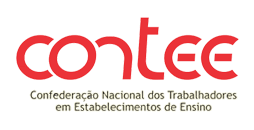 contee
Confederação Nacional dos Trabalhadores
em Estabelecimentos de Ensino